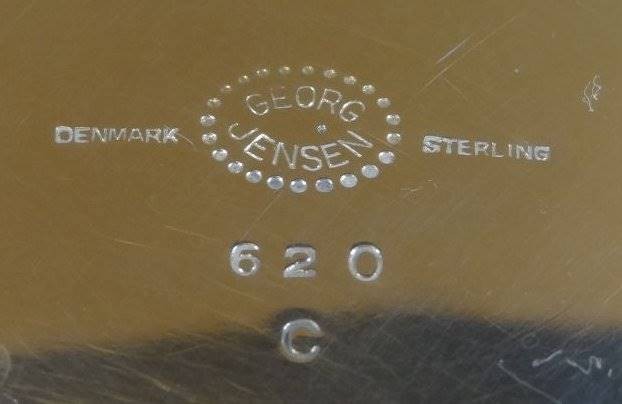 GEORG
JENSEN
DENMARK
STERLING
620
C